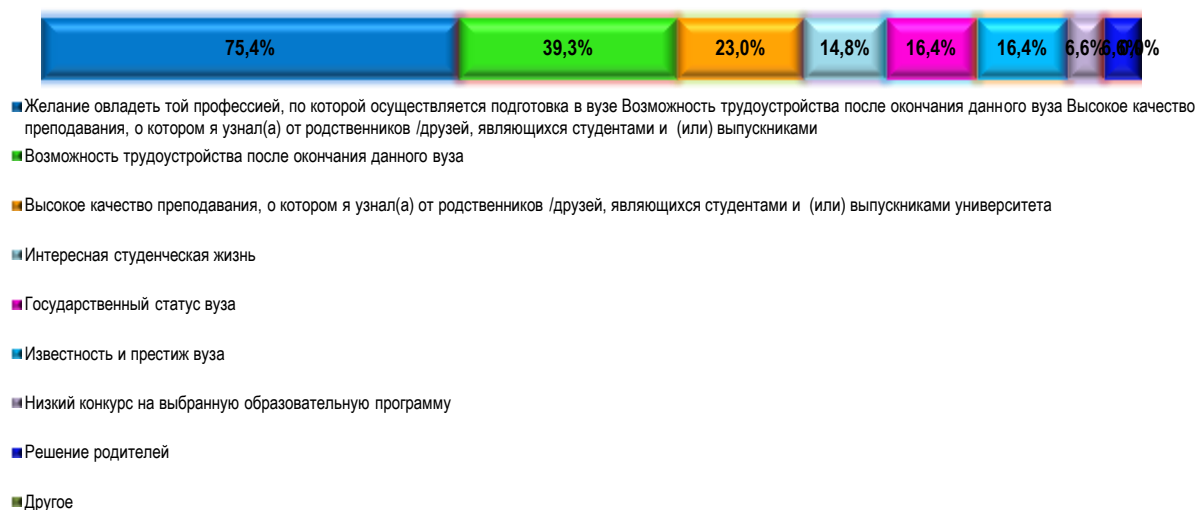 75,4% 39,3% 23,0% 14,8% 16,4% 16,4% 6,6% 6,6% 0,0%
Желание овладеть той профессией, по которой осуществляется подготовка в вузе Возможность трудоустройства после окончания данного вуза Высокое качество
преподавания, о котором я узнал(а) от родственников /друзей, являющихся студентами и (или) выпускниками
Возможность трудоустройства после окончания данного вуза
Высокое качество преподавания, о котором я узнал(а) от родственников /друзей, являющихся студентами и (или) выпускниками университета
Интересная студенческая жизнь
Государственный статус вуза
Известность и престиж вуза
Низкий конкурс на выбранную образовательную программу
Решение родителей
Другое